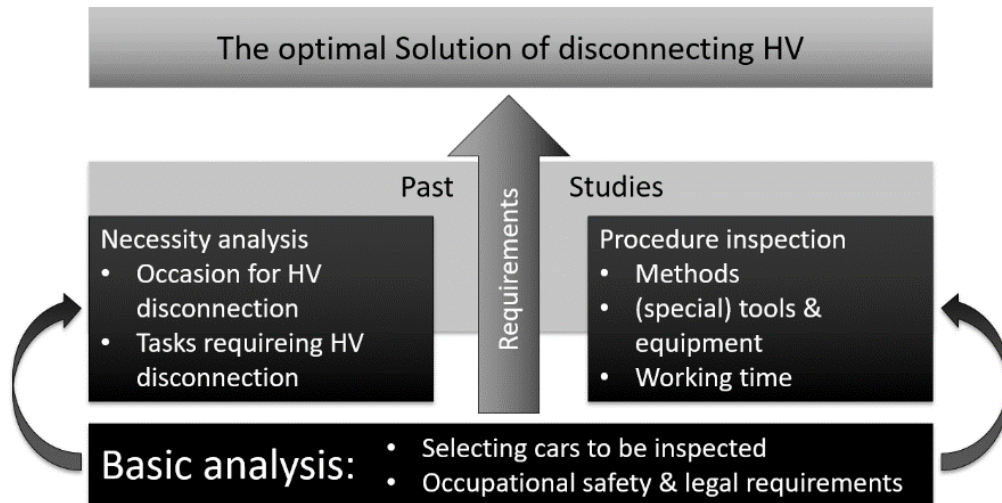 The optimal Solution of disconnecting HV
Past Studies
Requirements
Necessity analysis
• Occasion for HV
disconnection
• Tasks requireing HV
disconnection
Procedure inspection
• Methods
• (special) tools &
equipment
• Working time
Basic analysis:
• Selecting cars to be inspected
• Occupational safety & legal requirements